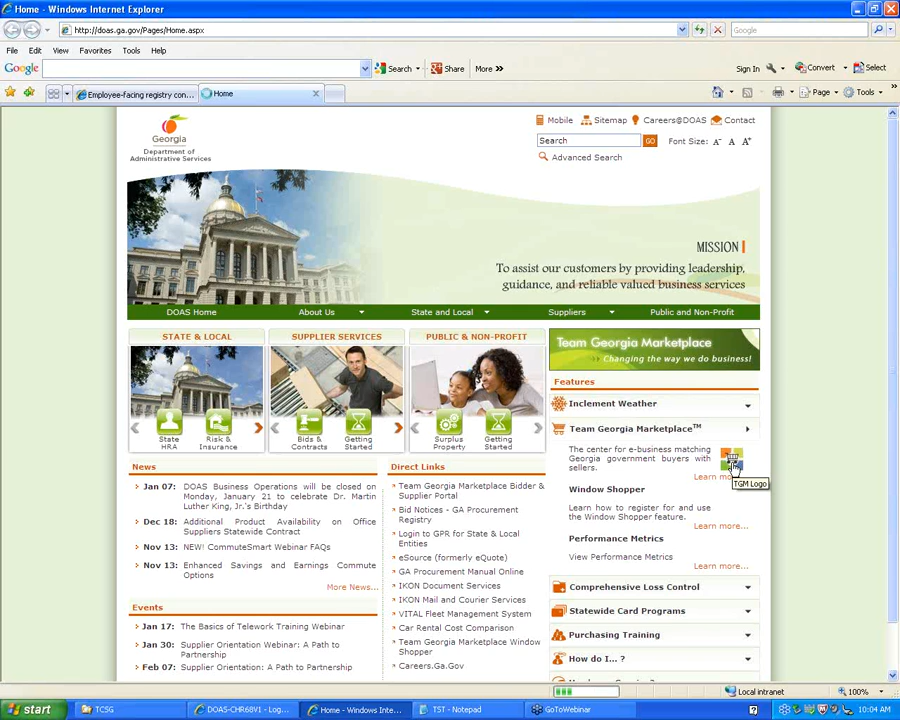 Home - Windows Internet Explorer
http://doas.ga.gov/Pages/Home.aspx
Google
File Edit View Favorites Tools Help
Google Search Share More »
Sign In Convert Select
Employee-facing registry con... Home
Page Tools
Mobile Sitemap Careers@DOAS Contact
Georgia
Department of
Administrative Services
Search GO Font Size: A- A A+
Advanced Search
MISSION
To assist our customers by providing leadership,
guidance, and reliable valued business services
DOAS Home About Us State and Local Suppliers Public and Non-Profit
STATE & LOCAL SUPPLIER SERVICES PUBLIC & NON-PROFIT
State HRA
Risk & Insurance
Bids & Contracts
Getting Started
Surplus Property
Getting Started
Team Georgia Marketplace
Changing the way we do business!
Features
Inclement Weather
Team Georgia Marketplace™
The center for e-business matching
Georgia government buyers with
sellers.
Learn mo
TGM Logo
Window Shopper
Learn how to register for and use
the Window Shopper feature.
Learn more...
Performance Metrics
View Performance Metrics
Learn more...
Comprehensive Loss Control
Statewide Card Programs
Purchasing Training
How do I... ?
News
Jan 07: DOAS Business Operations will be closed on
Monday, January 21 to celebrate Dr. Martin
Luther King, Jr.'s Birthday
Dec 18: Additional Product Availability on Office
Suppliers Statewide Contract
Nov 13: NEW! CommuteSmart Webinar FAQs
Nov 13: Enhanced Savings and Earnings Commute
Options
More News...
Events
Jan 17: The Basics of Telework Training Webinar
Jan 30: Supplier Orientation Webinar: A Path to
Partnership
Feb 07: Supplier Orientation: A Path to Partnership
Direct Links
Team Georgia Marketplace Bidder &
Supplier Portal
Bid Notices - GA Procurement
Registry
Login to GPR for State & Local
Entities
eSource (formerly eQuote)
GA Procurement Manual Online
IKON Document Services
IKON Mail and Courier Services
VITAL Fleet Management System
Car Rental Cost Comparison
Team Georgia Marketplace Window
Shopper
Careers.Ga.Gov
Local intranet 100%
start TCSG DOAS-CHR68V1 - Log... Home - Windows Inte... TST - Notepad GoToWebinar 10:04 AM